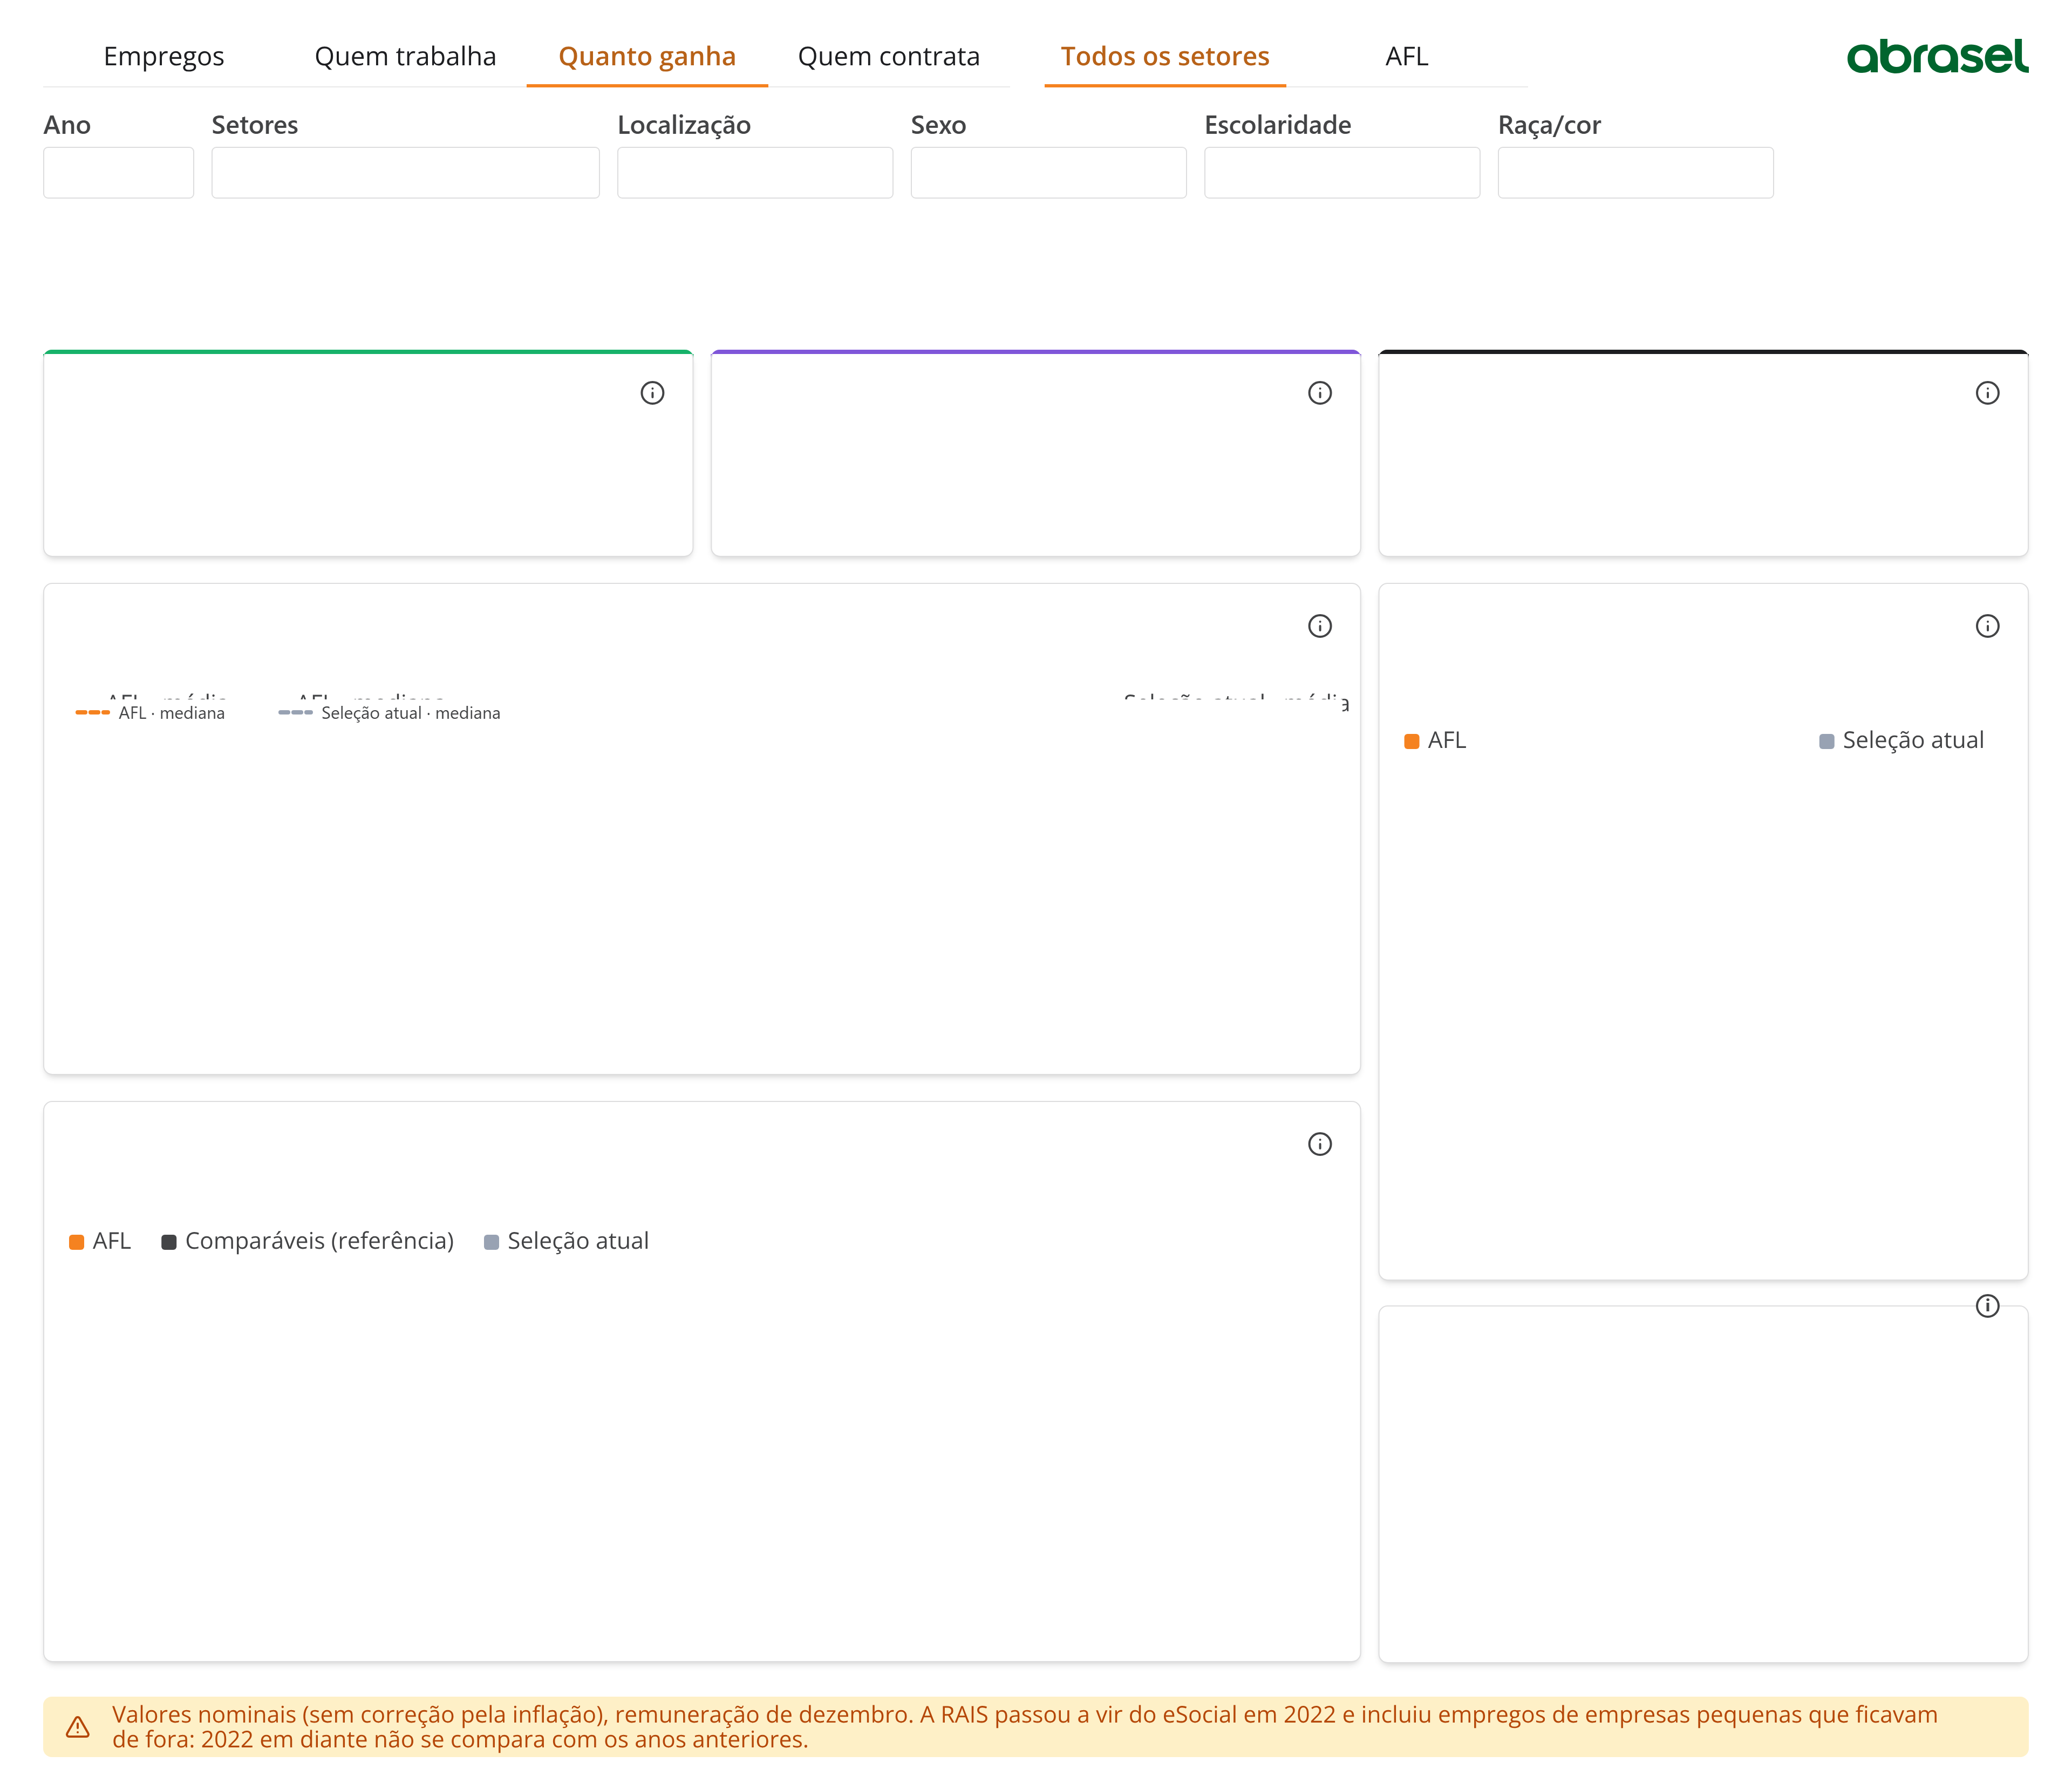 Empregos
Quem trabalha
Quanto ganha
Quem contrata
Todos os setores
AFL
abrasel
Ano
Setores
Localização
Sexo
Escolaridade
Raça/cor
AFL · mediana
Seleção atual · mediana
AFL
Seleção atual
AFL
Comparáveis (referência)
Seleção atual
Valores nominais (sem correção pela inflação), remuneração de dezembro. A RAIS passou a vir do eSocial em 2022 e incluiu empregos de empresas pequenas que ficavam
de fora: 2022 em diante não se compara com os anos anteriores.